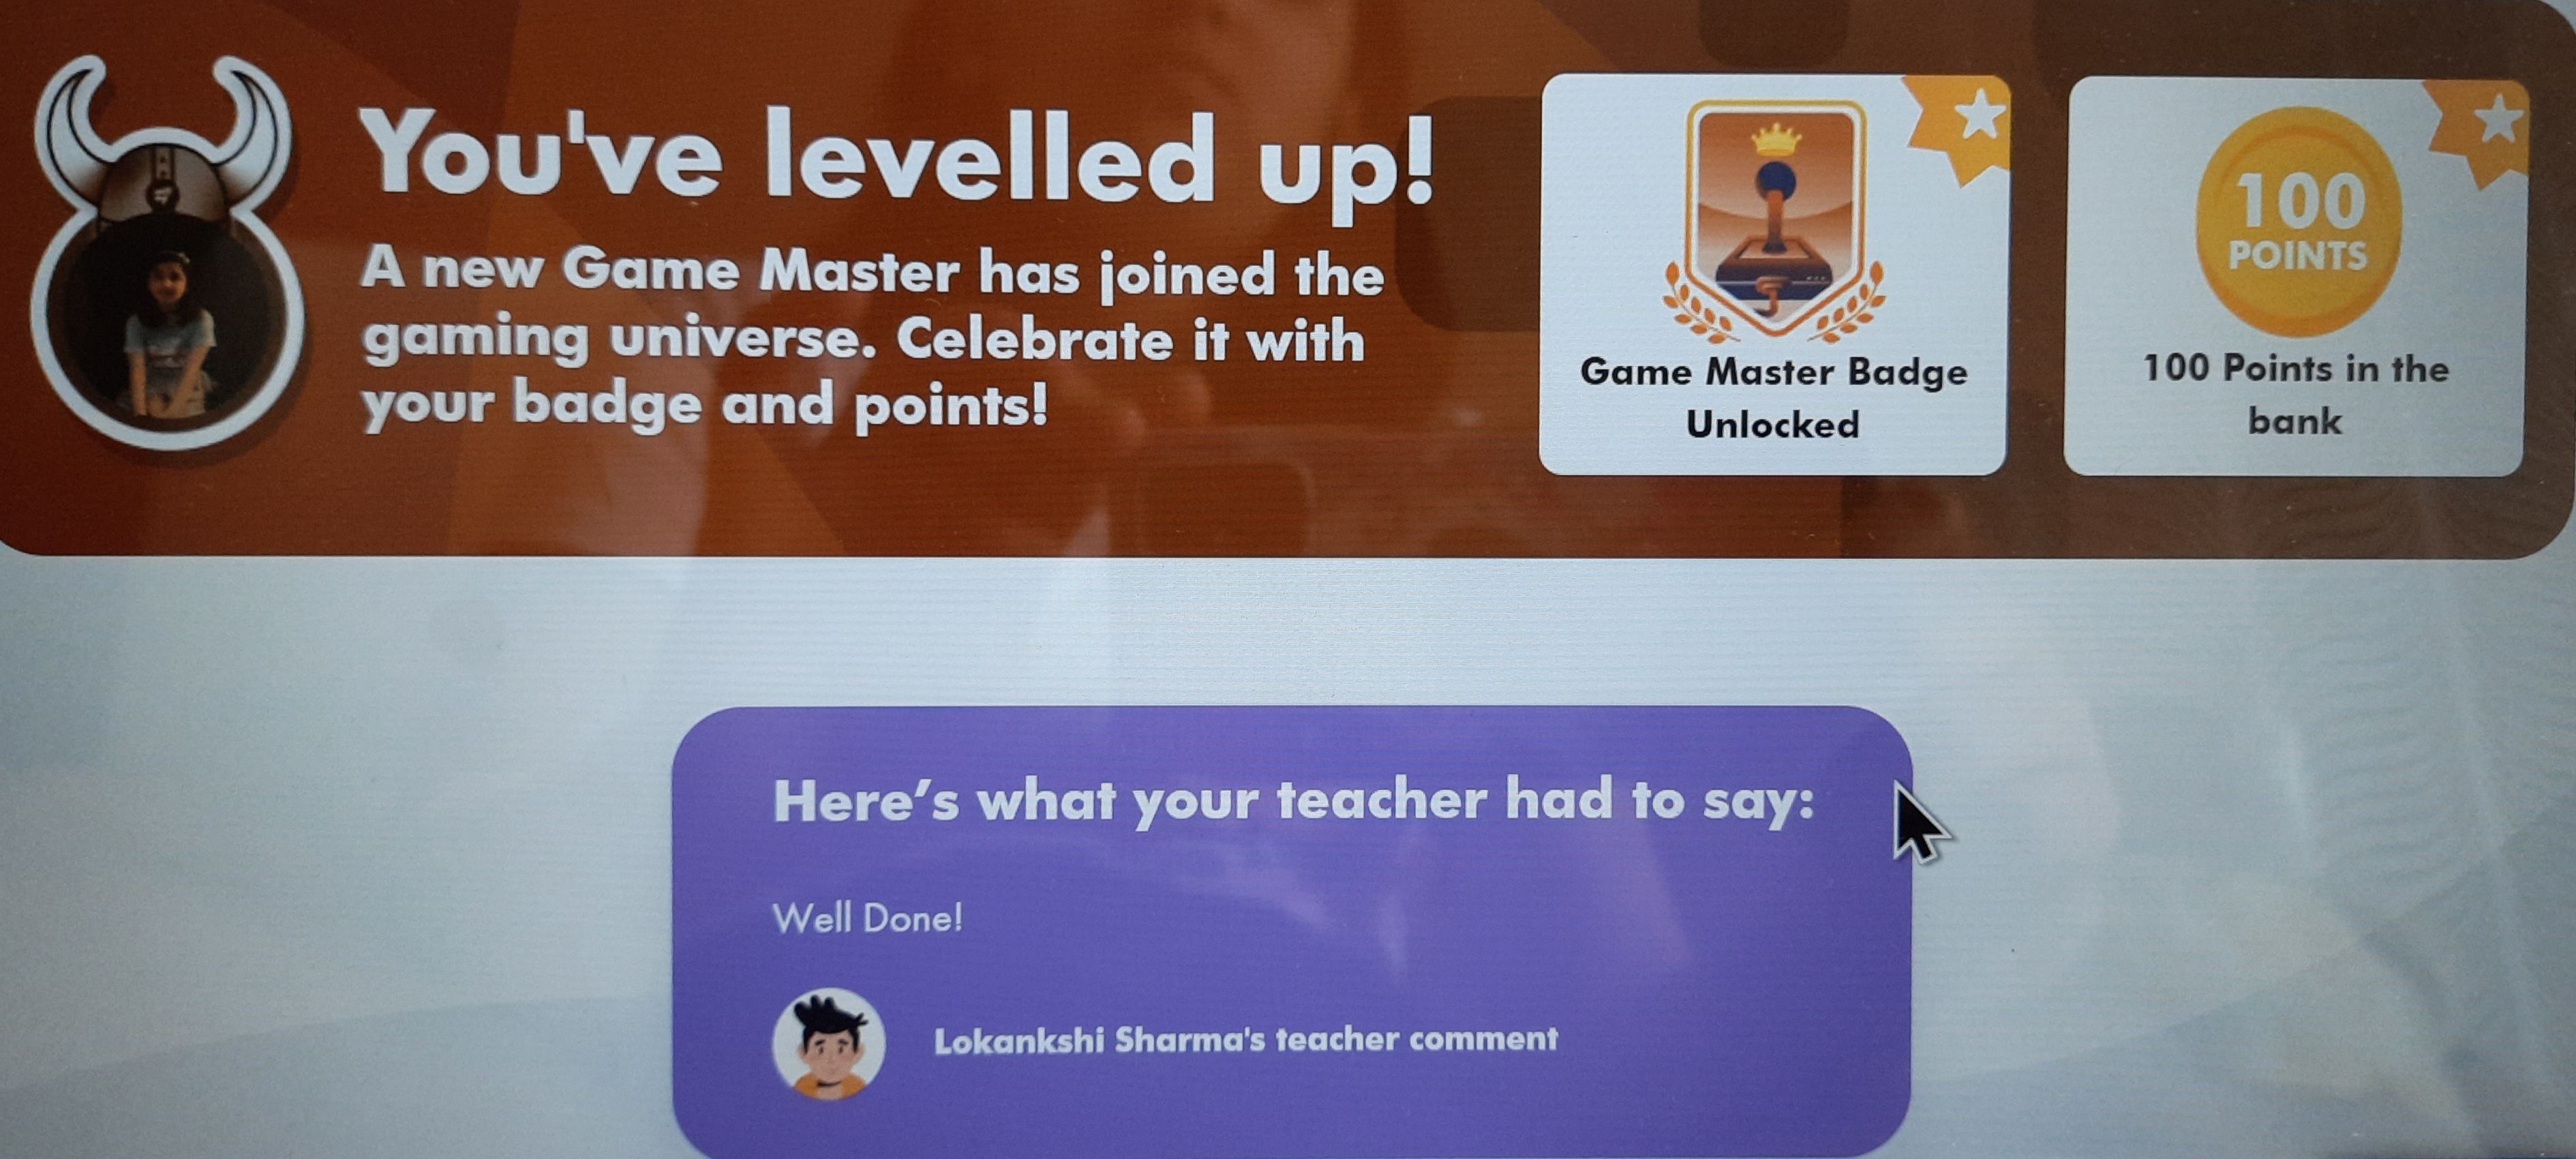 You've levelled up!
A new Game Master has joined the
gaming universe. Celebrate it with
your badge and points!
Game Master Badge
Unlocked
100
POINTS
100 Points in the
bank
Here's what your teacher had to say:
Well Done!
Lokankshi Sharma's teacher comment